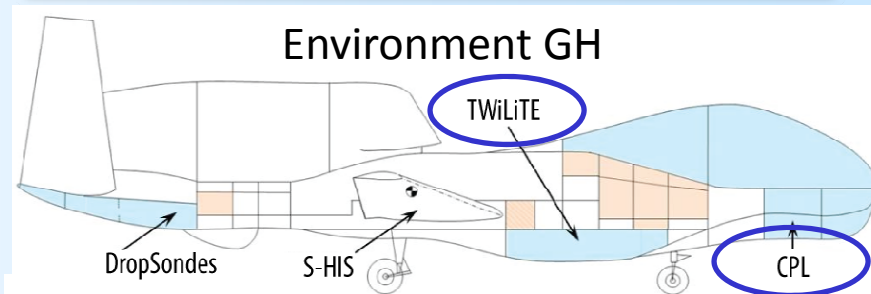 Environment GH
TWiLiTE
DropSondes
S-HIS
CPL